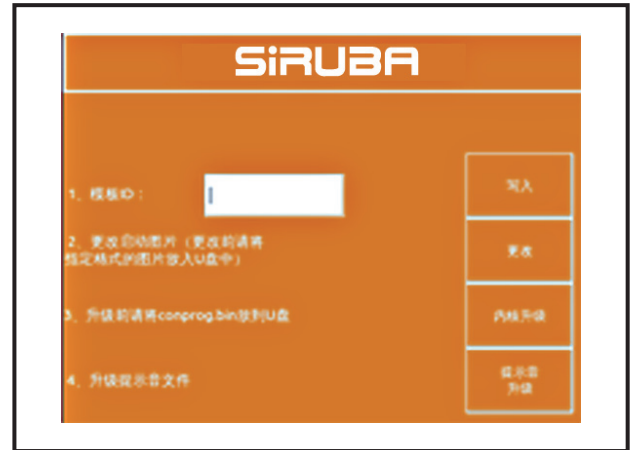 SiRUBA
1、模板ID：
写入
2、更改启动图片（更改前请将
指定格式的图片放入U盘中）
更改
3、升级前请将conprog.bin放到U盘
内核升级
4、升级提示音文件
提示音
升级